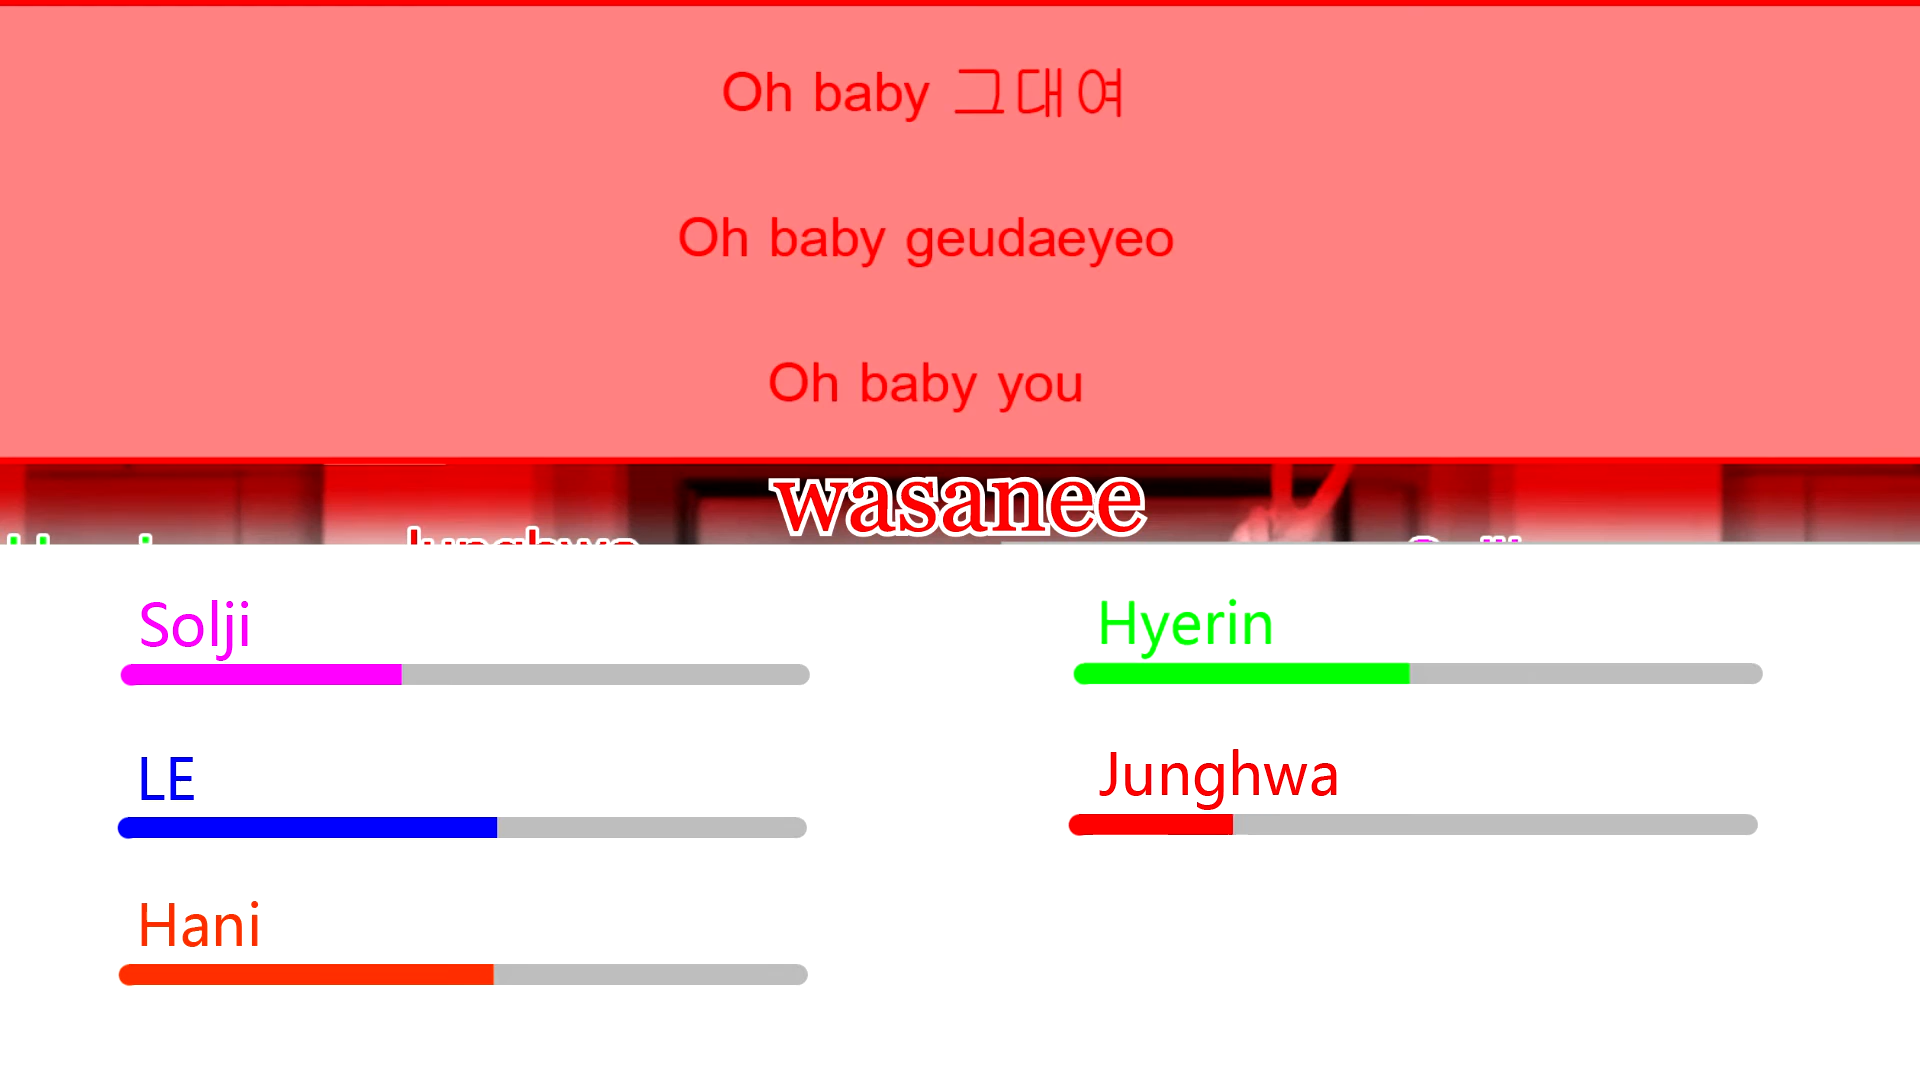 Oh baby 그대여
Oh baby geudaeyeo
Oh baby you
wasanee
Solji
Hyerin
LE
Junghwa
Hani